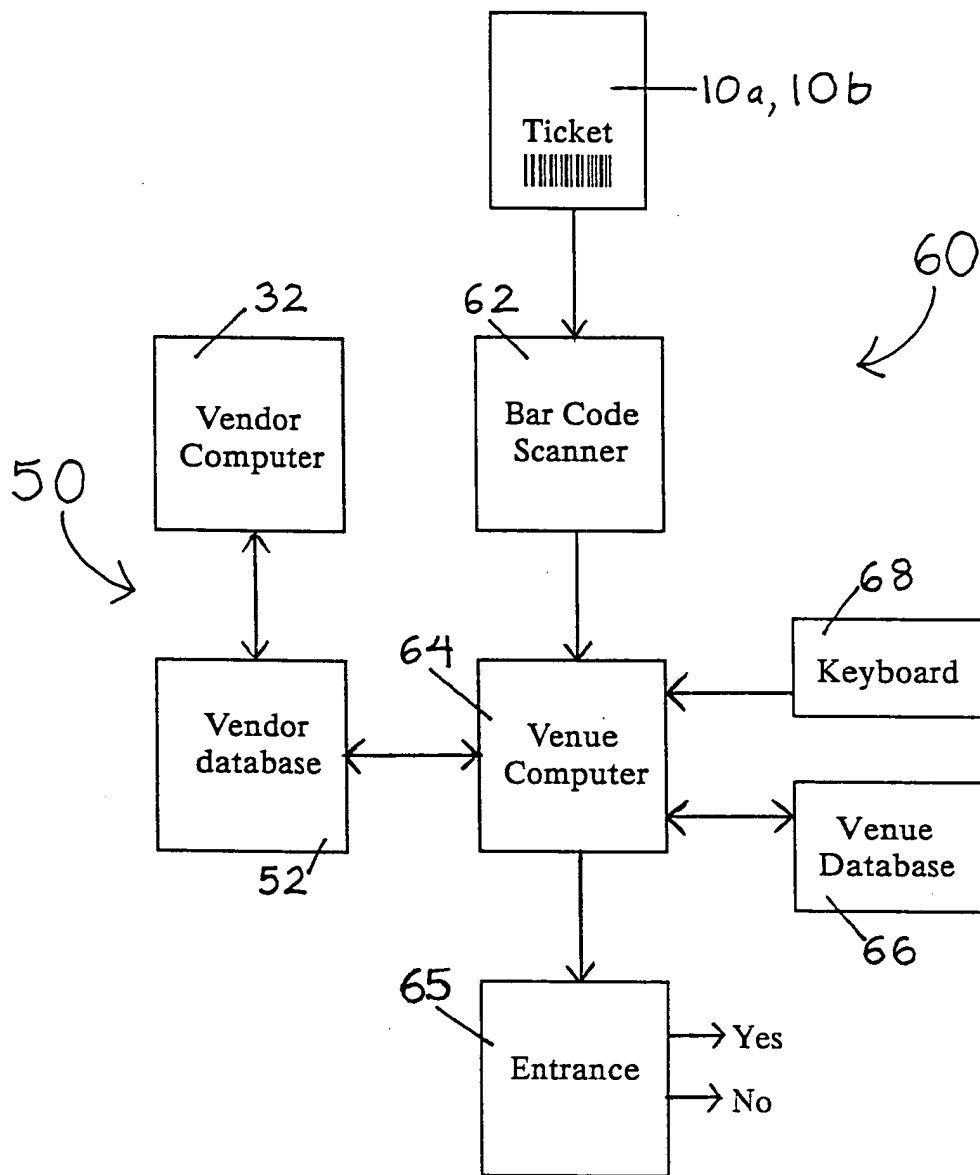 10a, 10b
Ticket
60
32
62
Vendor
Computer
Bar Code
Scanner
50
68
Keyboard
64
Vendor
database
Venue
Computer
Venue
Database
52
66
65
Entrance
Yes
No